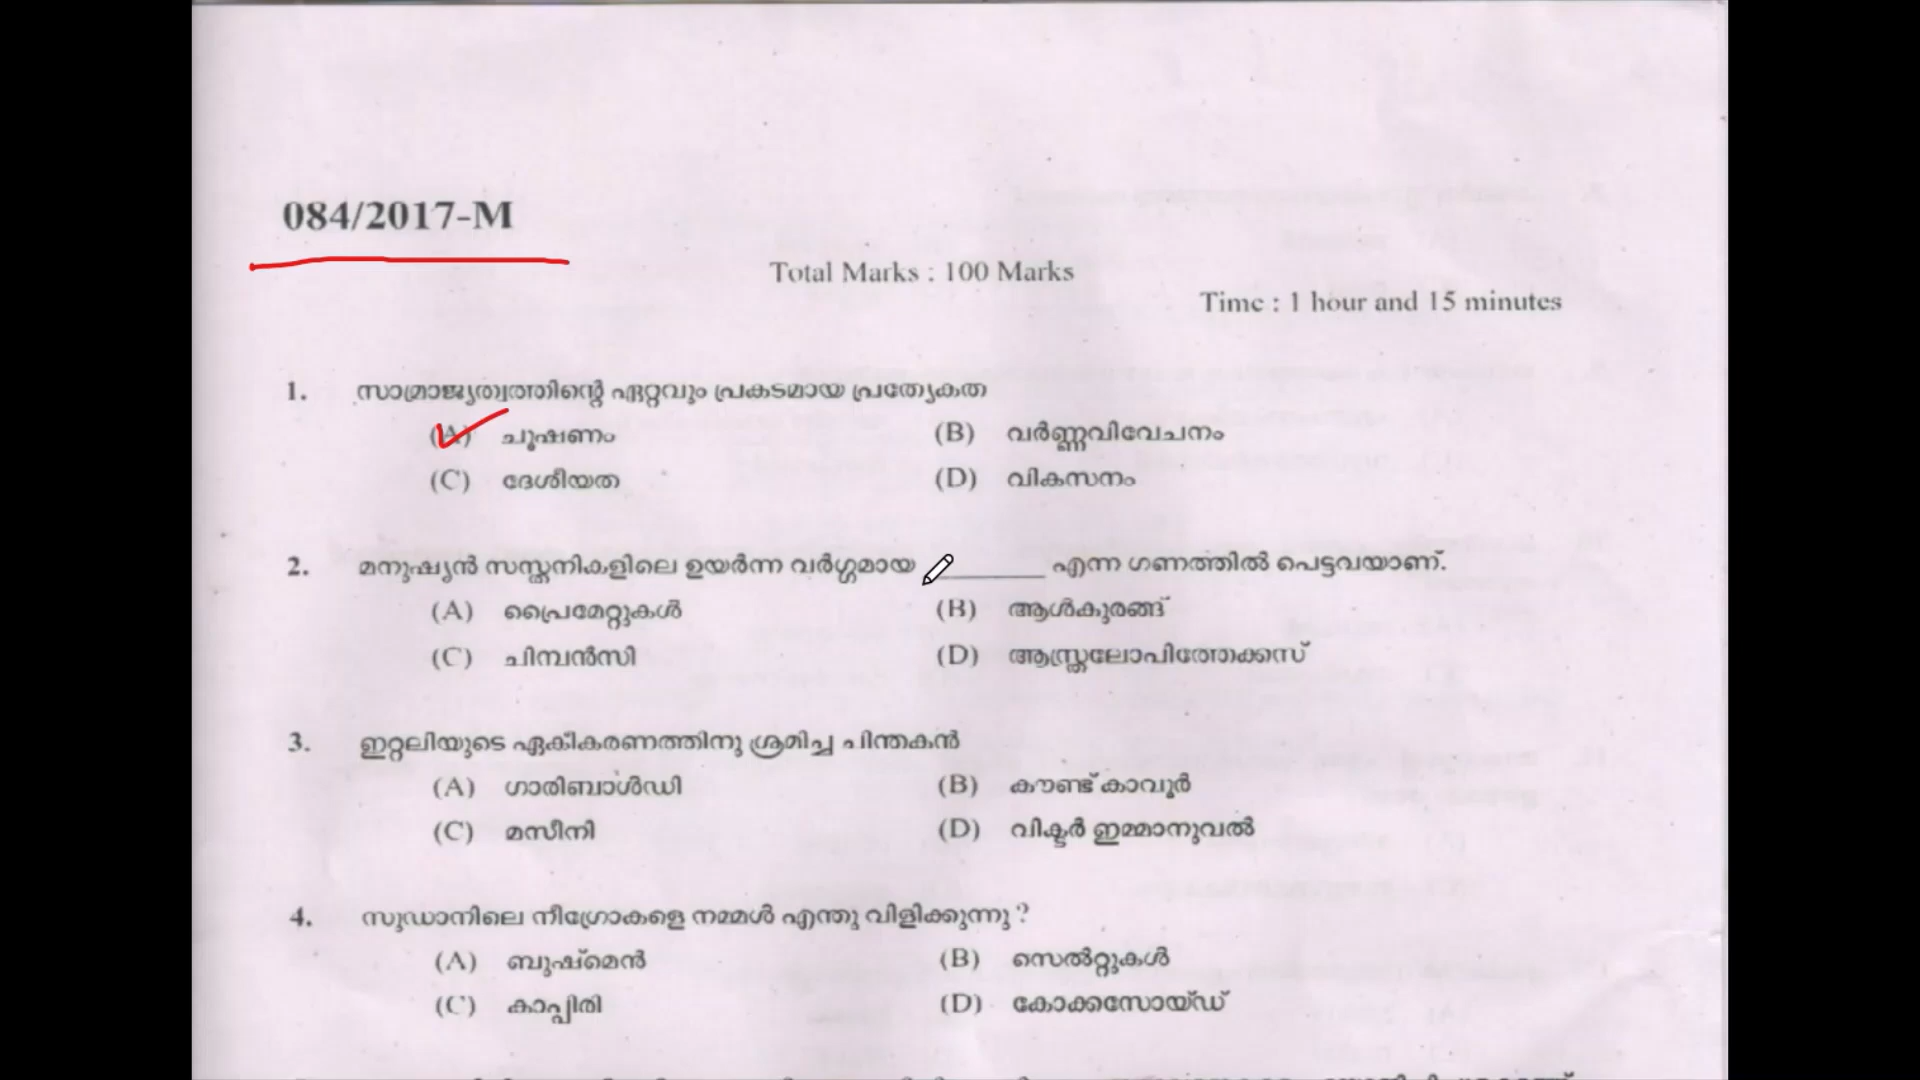 084/2017-M
Total Marks : 100 Marks
Time : 1 hour and 15 minutes
1. സാമ്രാജ്യത്വത്തിന്റെ ഏറ്റവും പ്രകടമായ പ്രത്യേകത
(A) ചൂഷണം (B) വർണ്ണവിവേചനം
(C) ദേശീയത (D) വികസനം
2. മനുഷ്യൻ സസ്തനികളിലെ ഉയർന്ന വർഗ്ഗമായ ________ എന്ന ഗണത്തിൽ പെട്ടവയാണ്.
(A) പ്രൈമേറ്റുകൾ (B) ആൾകുരങ്ങ്
(C) ചിമ്പൻസി (D) ആസ്ത്രലോപിത്തേക്കസ്
3. ഇറ്റലിയുടെ ഏകീകരണത്തിനു ശ്രമിച്ച ചിന്തകൻ
(A) ഗാരിബാൾഡി (B) കൗണ്ട് കാവൂർ
(C) മസീനി (D) വിക്ടർ ഇമ്മാനുവൽ
4. സുഡാനിലെ നീഗ്രോകളെ നമ്മൾ എന്തു വിളിക്കുന്നു ?
(A) ബുഷ്മെൻ (B) സെൽറ്റുകൾ
(C) കാപ്പിരി (D) കോക്കസോയ്ഡ്